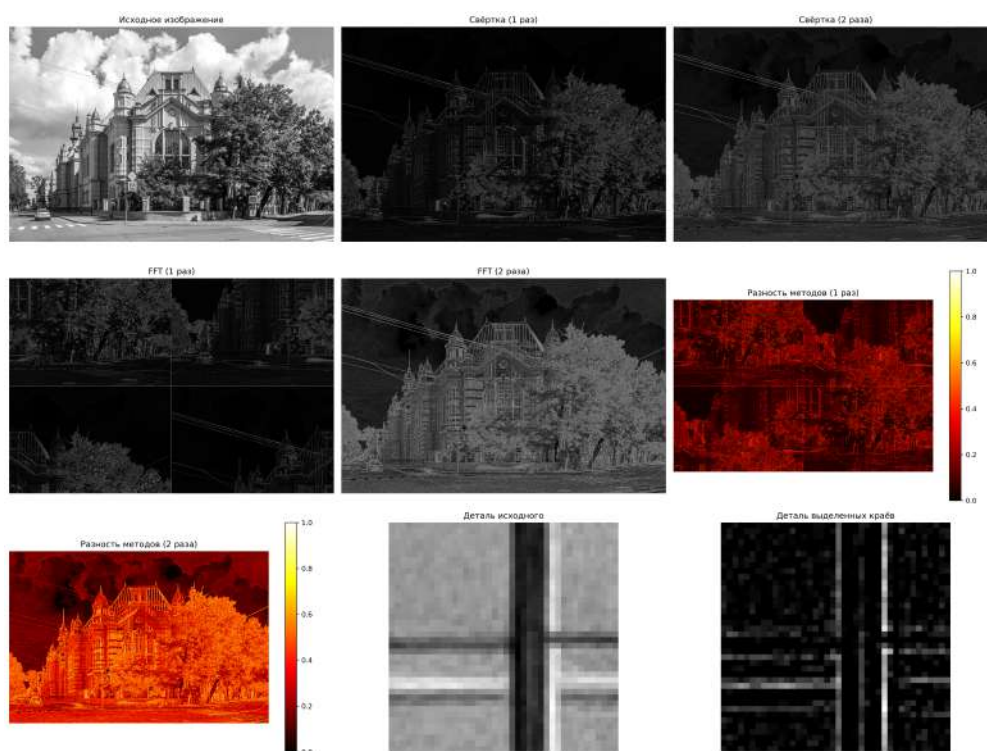 Исходное изображение
Свёртка (1 раз)
Свёртка (2 раза)
FFT (1 раз)
FFT (2 раза)
Разность методов (1 раз)
1.0
0.8
0.6
0.4
0.2
0.0
Разность методов (2 раза)
1.0
0.8
0.6
0.4
0.2
0.0
Деталь исходного
Деталь выделенных краёв